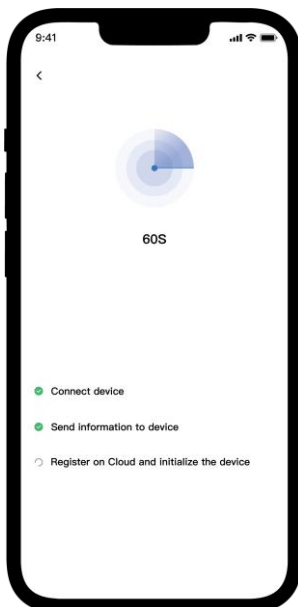 9:41
60S
Connect device
Send information to device
Register on Cloud and initialize the device